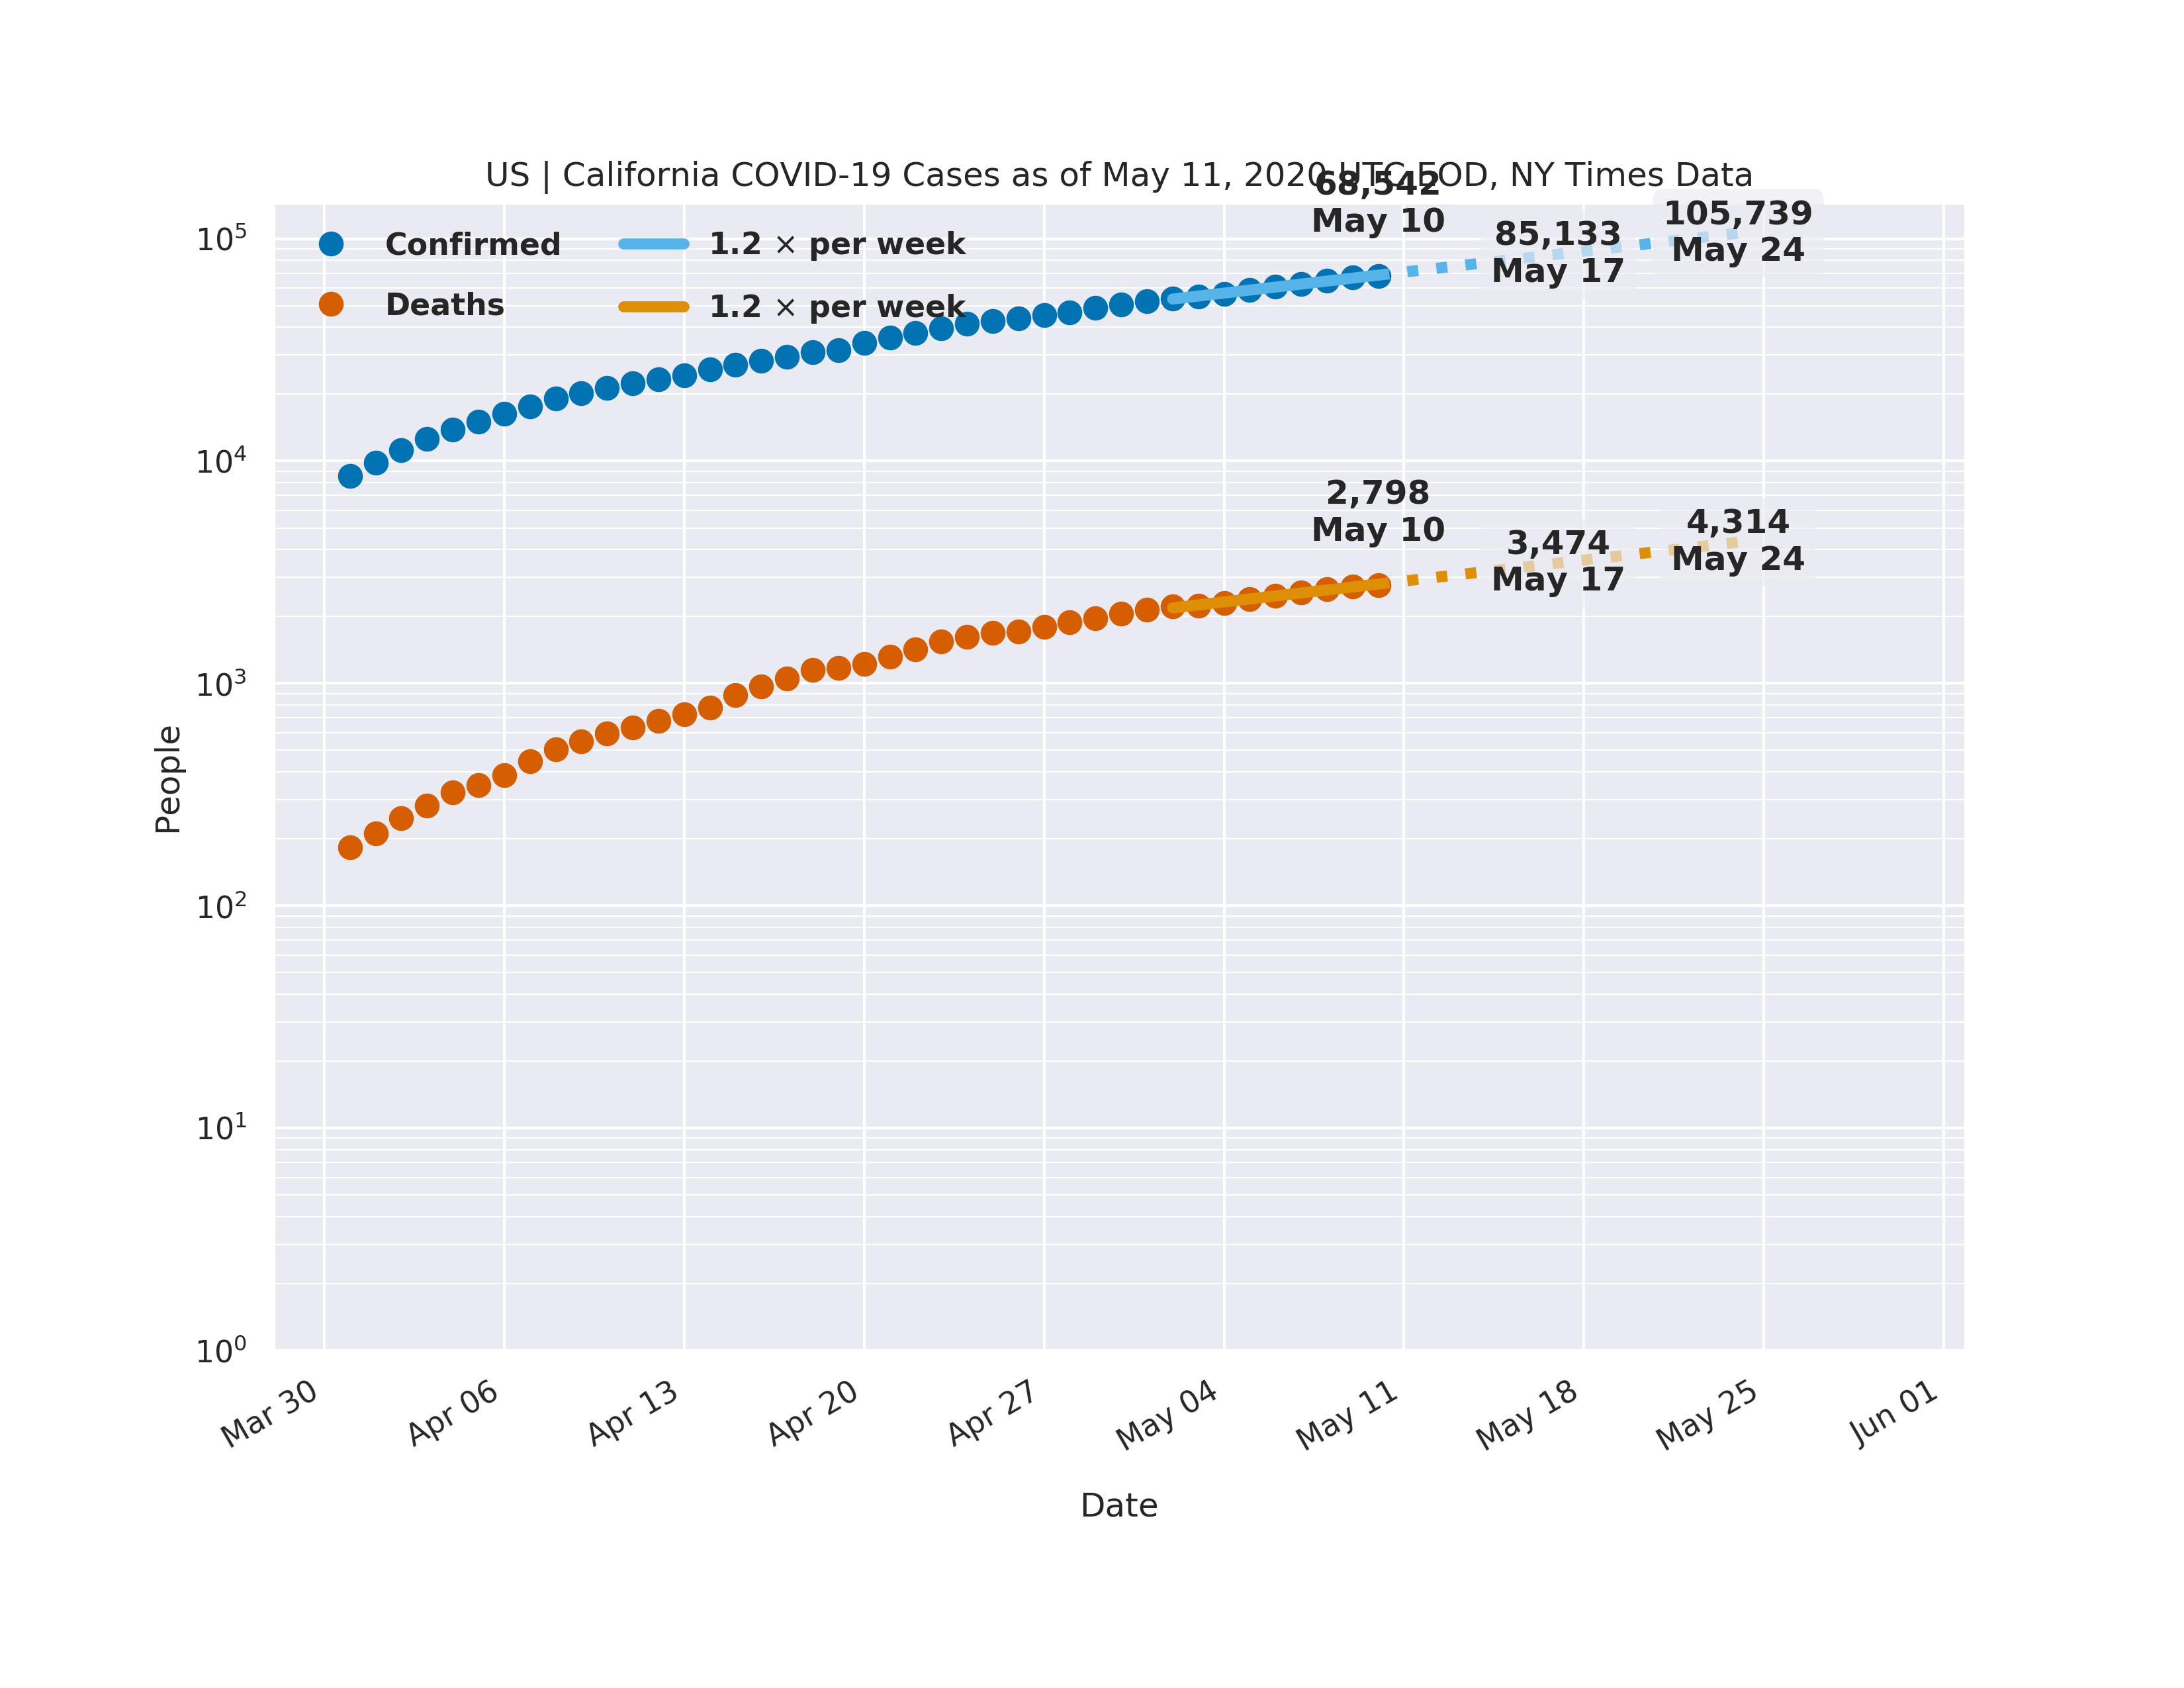 US | California COVID-19 Cases as of May 11, 2020 UTC EOD, NY Times Data
Confirmed
Deaths
1.2 × per week
1.2 × per week
68,542
May 10
85,133
May 17
105,739
May 24
2,798
May 10
3,474
May 17
4,314
May 24
People
10⁵
10⁴
10³
10²
10¹
10⁰
Mar 30
Apr 06
Apr 13
Apr 20
Apr 27
May 04
May 11
May 18
May 25
Jun 01
Date